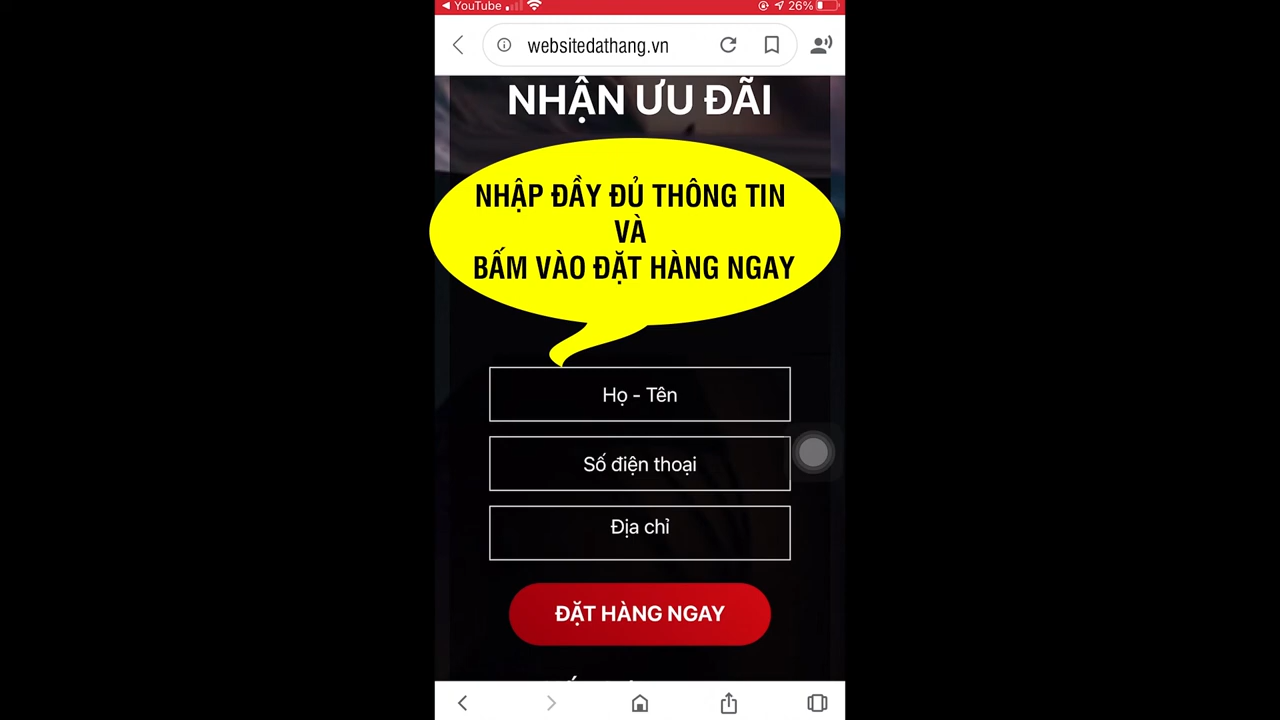 YouTube
26%
websitedathang.vn
NHẬN ƯU ĐÃI
NHẬP ĐẦY ĐỦ THÔNG TIN
VÀ
BẤM VÀO ĐẶT HÀNG NGAY
Họ - Tên
Số điện thoại
Địa chỉ
ĐẶT HÀNG NGAY